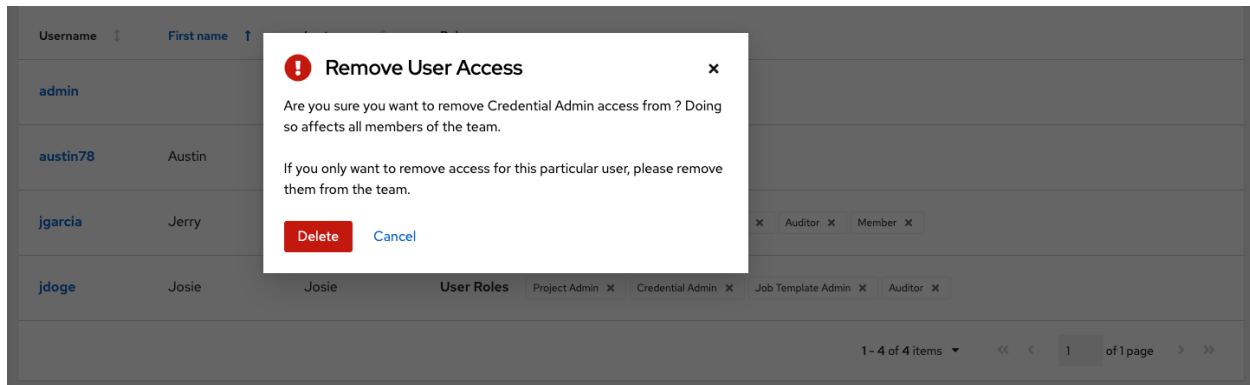 Username First name
Remove User Access
admin
Are you sure you want to remove Credential Admin access from ? Doing
so affects all members of the team.
austin78 Austin
If you only want to remove access for this particular user, please remove
them from the team.
jgarcia Jerry Auditor Member
Delete Cancel
jdoge Josie Josie User Roles Project Admin Credential Admin Job Template Admin Auditor
1 - 4 of 4 items 1 of 1 page